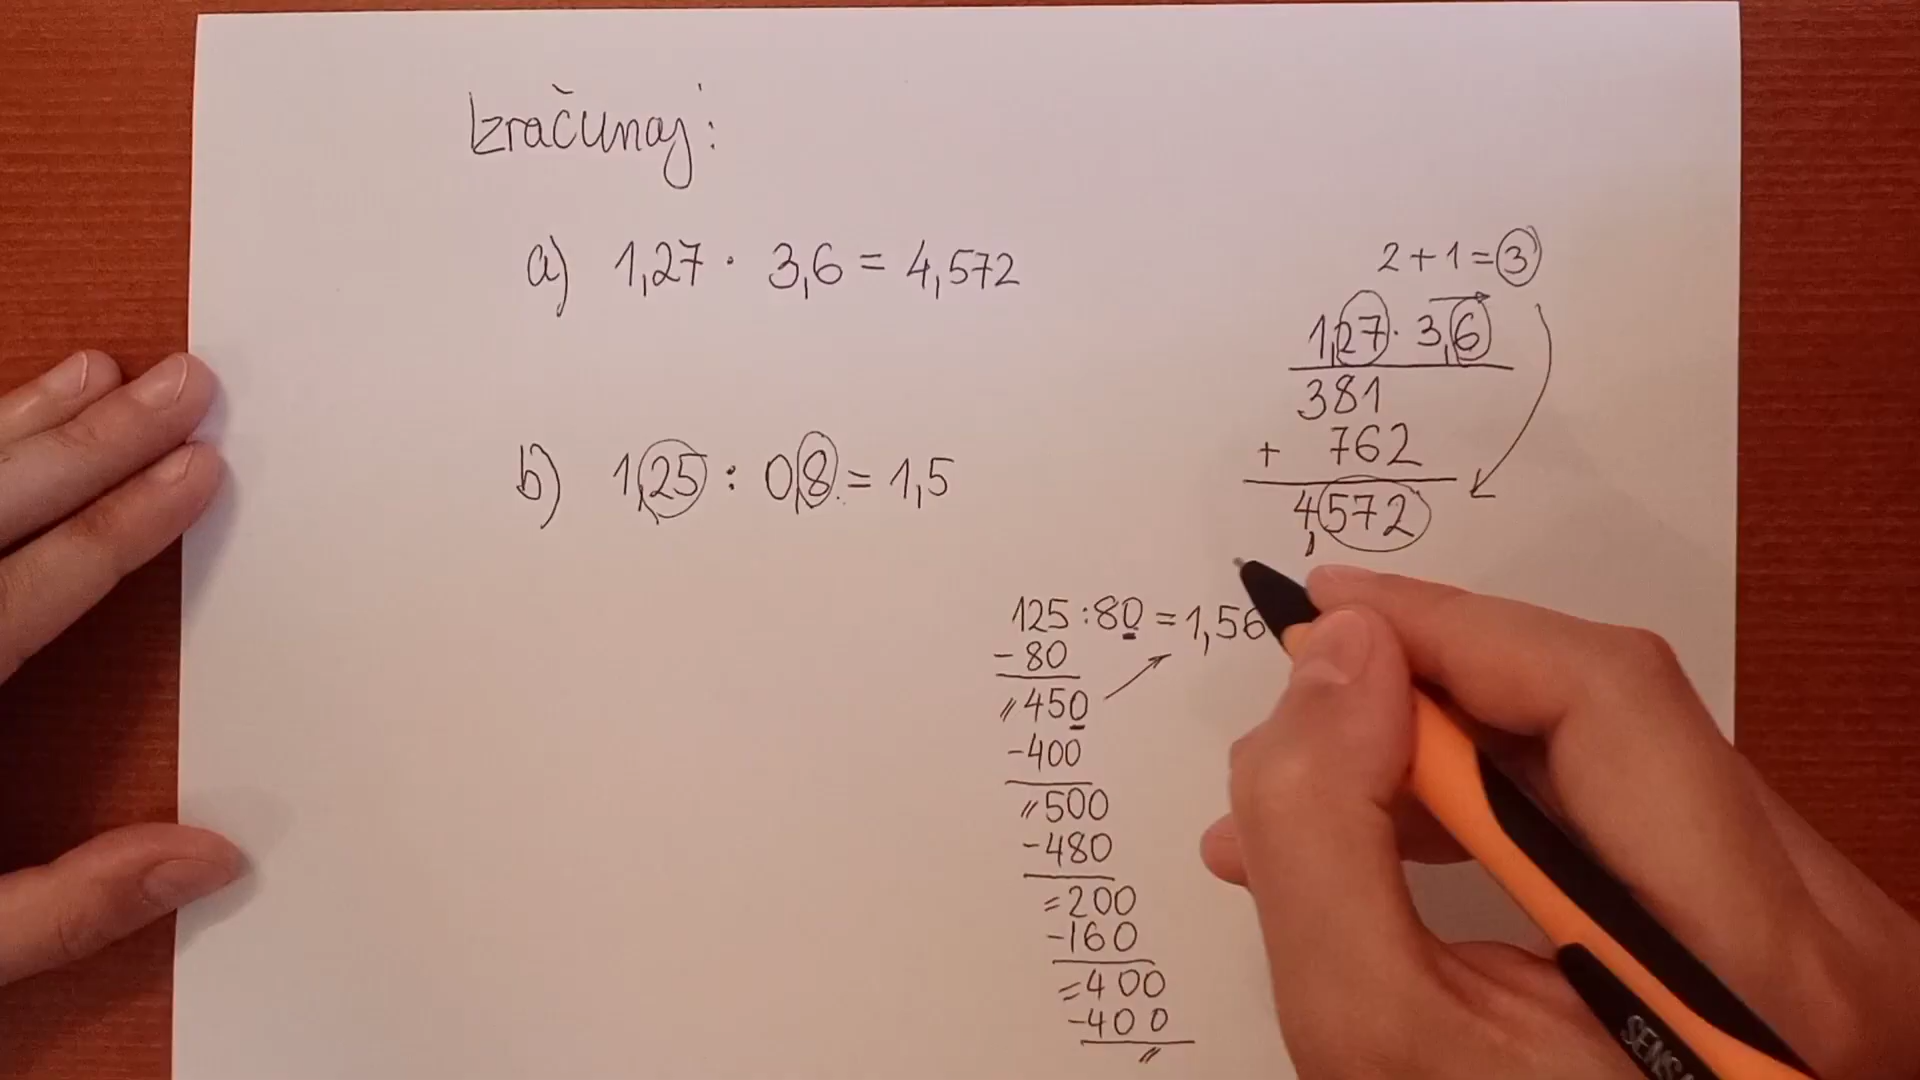 Izračunaj:
a) 1,27 · 3,6 = 4,572
2 + 1 = 3
1,27 · 3,6
381
+ 762
4,572
b) 1,25 : 0,8 = 1,5
125 : 80 = 1,56
- 80
450
-400
500
-480
=200
-160
=400
-400